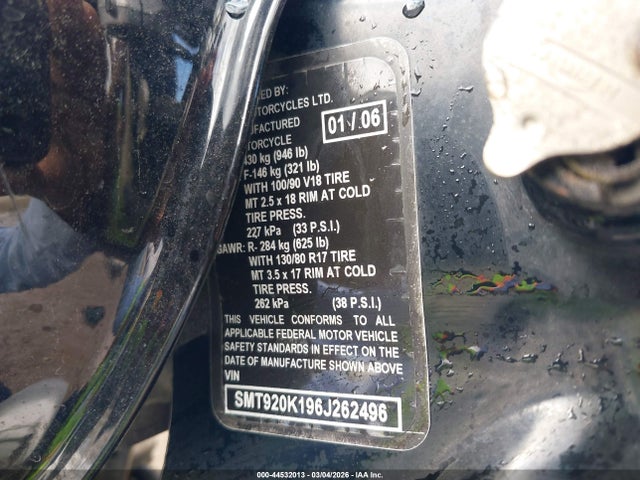 ED BY:
MOTORCYCLES LTD.
UFACTURED 01 / 06
TORCYCLE
430 kg (946 lb)
F-146 kg (321 lb)
WITH 100/90 V18 TIRE
MT 2.5 x 18 RIM AT COLD
TIRE PRESS.
227 kPa (33 P.S.I.)
GAWR: R- 284 kg (625 lb)
WITH 130/80 R17 TIRE
MT 3.5 x 17 RIM AT COLD
TIRE PRESS.
262 kPa (38 P.S.I.)
THIS VEHICLE CONFORMS TO ALL
APPLICABLE FEDERAL MOTOR VEHICLE
SAFETY STANDARDS IN EFFECT ON THE
DATE OF MANUFACTURE SHOWN ABOVE
VIN
SMT920K196J262496
000-44532013 - 03/04/2026 - IAA Inc.